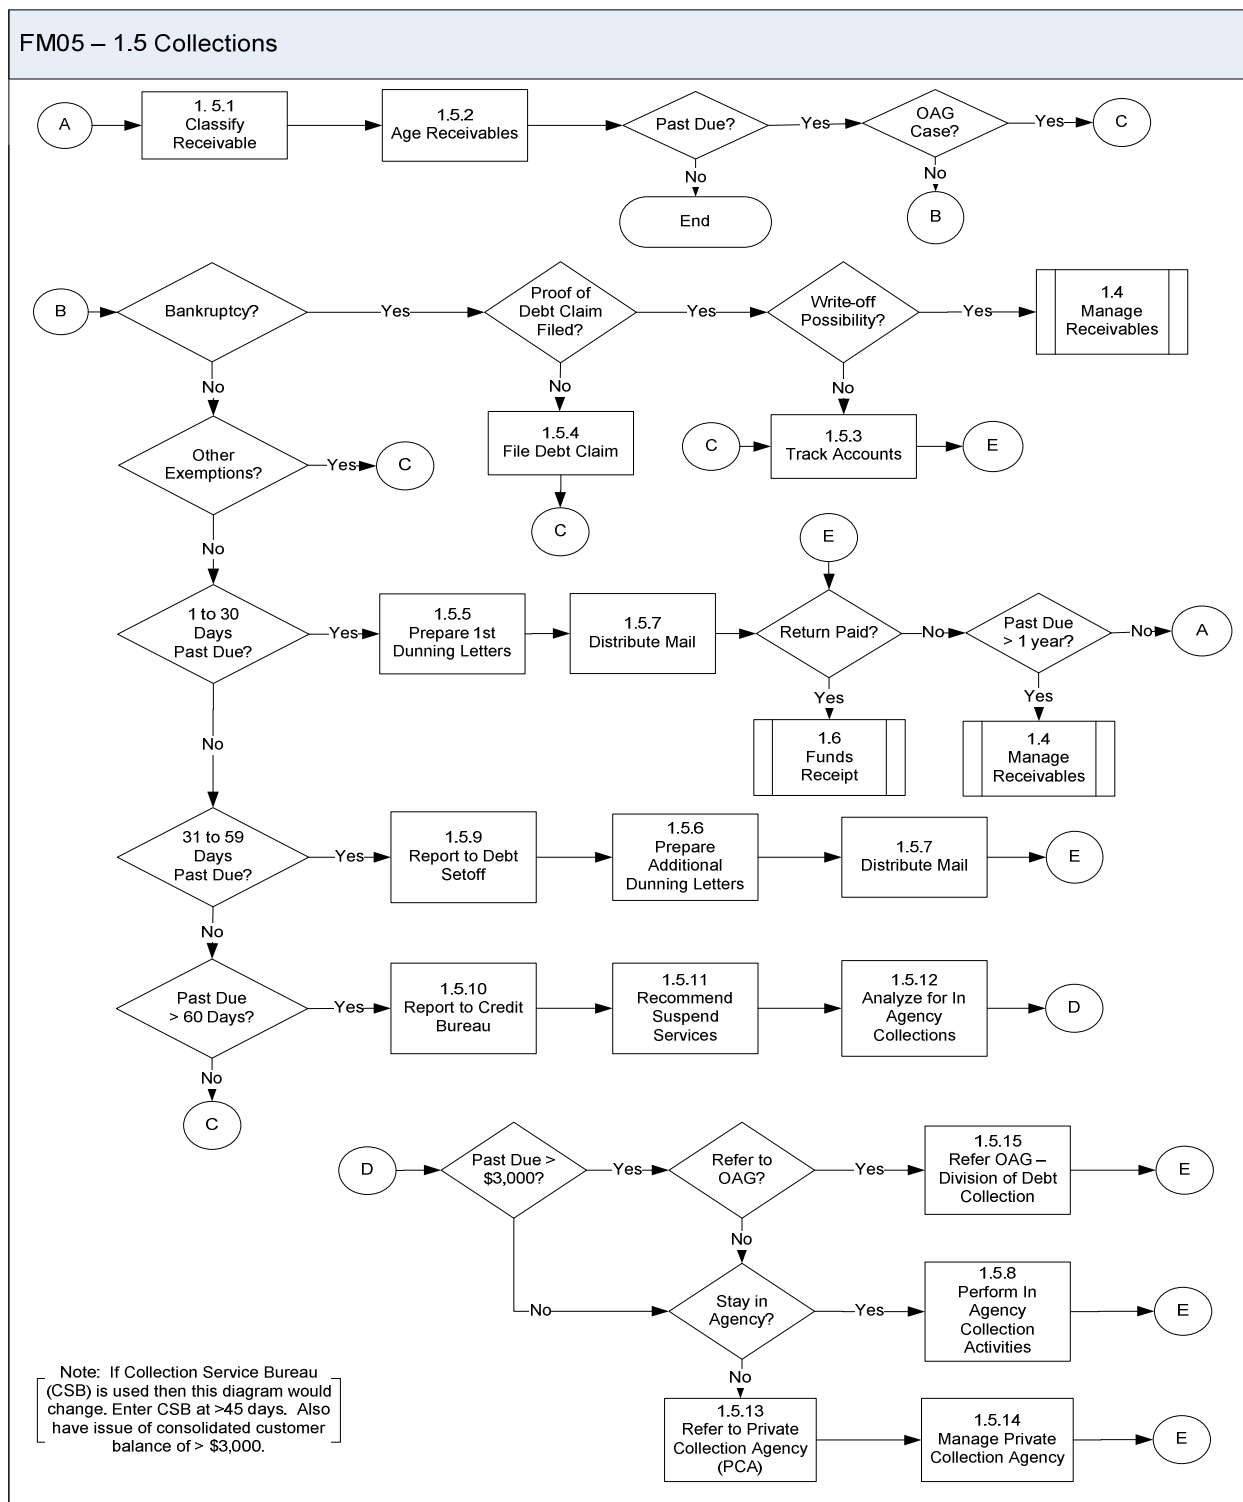 FM05 – 1.5 Collections
A
1. 5.1
Classify
Receivable
1.5.2
Age Receivables
Past Due?
Yes
OAG
Case?
Yes
C
No
End
No
B
B
Bankruptcy?
Yes
Proof of
Debt Claim
Filed?
Yes
Write-off
Possibility?
Yes
1.4
Manage
Receivables
No
No
No
Other
Exemptions?
Yes
C
1.5.4
File Debt Claim
C
C
1.5.3
Track Accounts
E
No
E
1 to 30
Days
Past Due?
Yes
1.5.5
Prepare 1st
Dunning Letters
1.5.7
Distribute Mail
Return Paid?
No
Past Due
> 1 year?
No
A
Yes
1.6
Funds
Receipt
Yes
1.4
Manage
Receivables
No
31 to 59
Days
Past Due?
Yes
1.5.9
Report to Debt
Setoff
1.5.6
Prepare
Additional
Dunning Letters
1.5.7
Distribute Mail
E
No
Past Due
> 60 Days?
Yes
1.5.10
Report to Credit
Bureau
1.5.11
Recommend
Suspend
Services
1.5.12
Analyze for In
Agency
Collections
D
No
C
D
Past Due >
$3,000?
Yes
Refer to
OAG?
Yes
1.5.15
Refer OAG –
Division of Debt
Collection
E
No
No
Stay in
Agency?
Yes
1.5.8
Perform In
Agency
Collection
Activities
E
No
1.5.13
Refer to Private
Collection Agency
(PCA)
1.5.14
Manage Private
Collection Agency
E
Note: If Collection Service Bureau
(CSB) is used then this diagram would
change. Enter CSB at >45 days. Also
have issue of consolidated customer
balance of > $3,000.